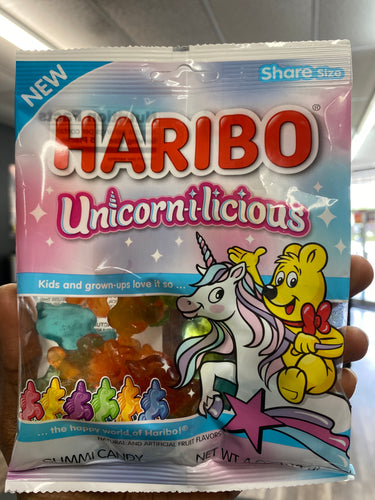 NEW
Share size
HARIBO®
Unicorn-i-licious
Kids and grown-ups love it so ...
... the happy world of Haribo!®
NATURAL AND ARTIFICIAL FRUIT FLAVORS
GUMMI CANDY NET WT